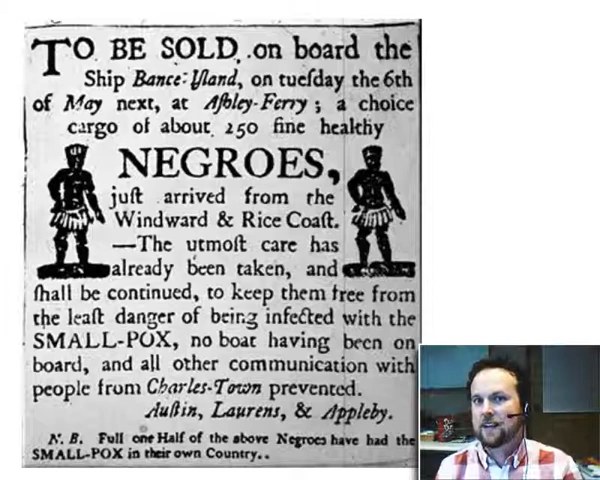 TO BE SOLD, on board the
Ship Bance-Yland, on tueſday the 6th
of May next, at Aſhley-Ferry; a choice
cargo of about 250 fine healthy
NEGROES,
juſt arrived from the
Windward & Rice Coaſt.
—The utmoſt care has
already been taken, and
ſhall be continued, to keep them free from
the leaſt danger of being infected with the
SMALL-POX, no boat having been on
board, and all other communication with
people from Charles-Town prevented.
Auſtin, Laurens, & Appleby.
N. B. Full one Half of the above Negroes have had the
SMALL-POX in their own Country..